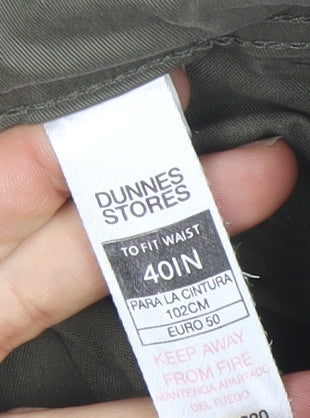 DUNNES
STORES
TO FIT WAIST
40IN
PARA LA CINTURA
102CM
EURO 50
KEEP AWAY
FROM FIRE
MANTENGA APARTADO
DEL FUEGO